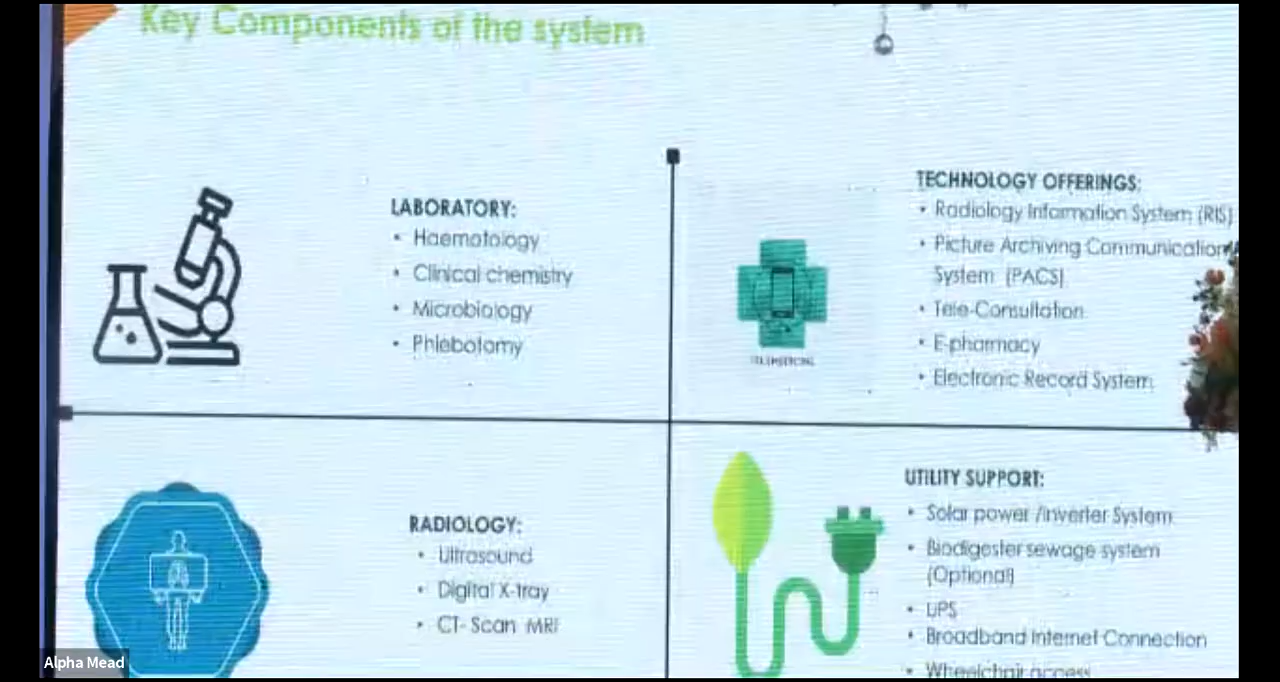 Key Components of the system
LABORATORY:
• Haematology
• Clinical chemistry
• Microbiology
• Phlebotomy
TECHNOLOGY OFFERINGS:
• Radiology Information System (RIS)
• Picture Archiving Communication
System (PACS)
• Tele-Consultation
• E-pharmacy
• Electronic Record System
RADIOLOGY:
• Ultrasound
• Digital X-tray
• CT- Scan MRI
UTILITY SUPPORT:
• Solar power /Inverter System
• Biodigester sewage system
(Optional)
• UPS
• Broadband Internet Connection
• Wheelchair access
Alpha Mead